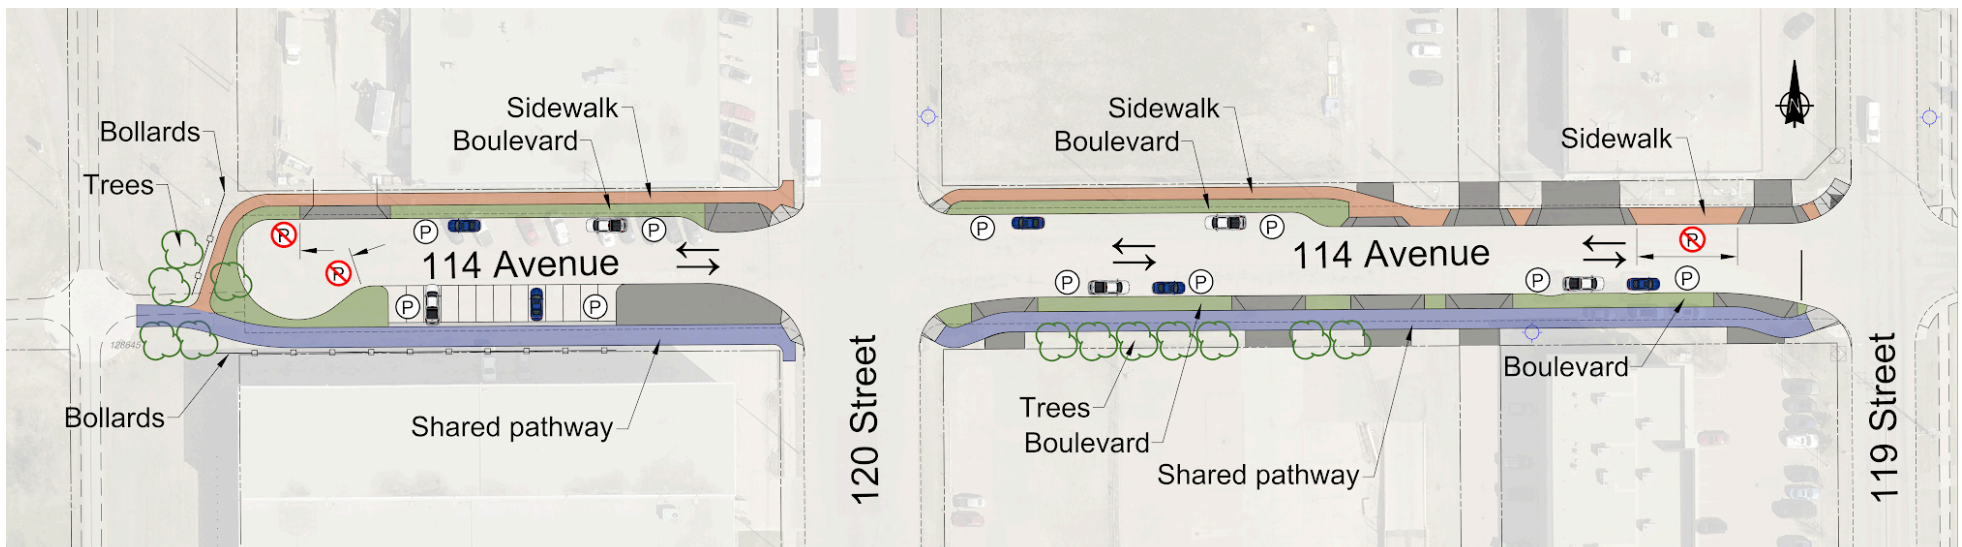 Sidewalk
Boulevard
Bollards
Trees
P
P
P
P
114 Avenue
P
P
128645
Bollards
Shared pathway
120 Street
Sidewalk
Boulevard
Sidewalk
P
P
P
114 Avenue
P
P
P
P
Boulevard
Trees
Boulevard
Shared pathway
119 Street
N